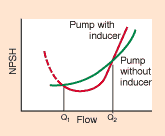 Pump with
inducer
NPSH
Pump
without
inducer
Q1 Flow Q2